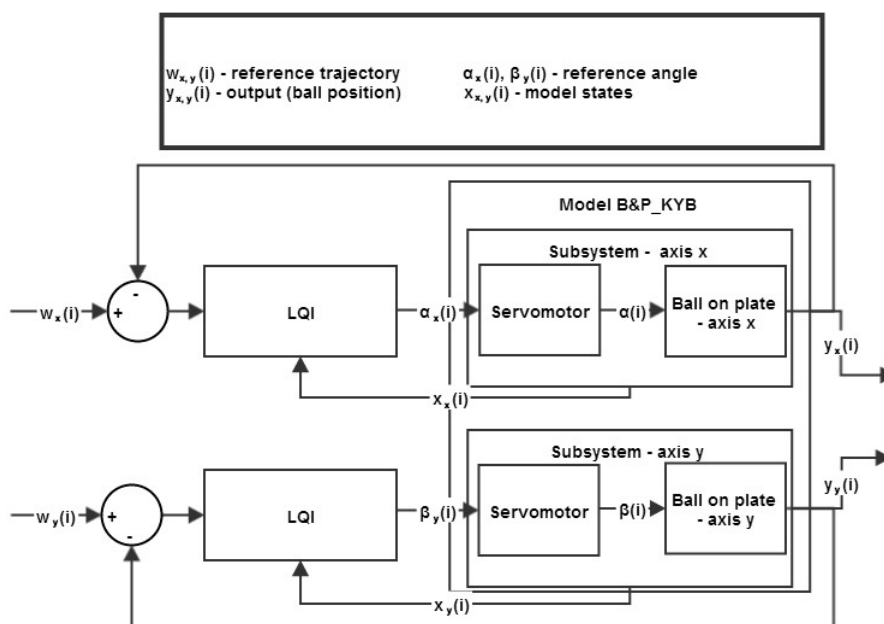 w x,y (i) - reference trajectory
α x (i), β y (i) - reference angle
y x,y (i) - output (ball position)
x x,y (i) - model states
Model B&P_KYB
Subsystem - axis x
w x (i)
-
+
LQI
α x (i)
Servomotor
α(i)
Ball on plate
- axis x
y x (i)
x x (i)
Subsystem - axis y
w y (i)
+
-
LQI
β y (i)
Servomotor
β(i)
Ball on plate
- axis y
y y (i)
x y (i)